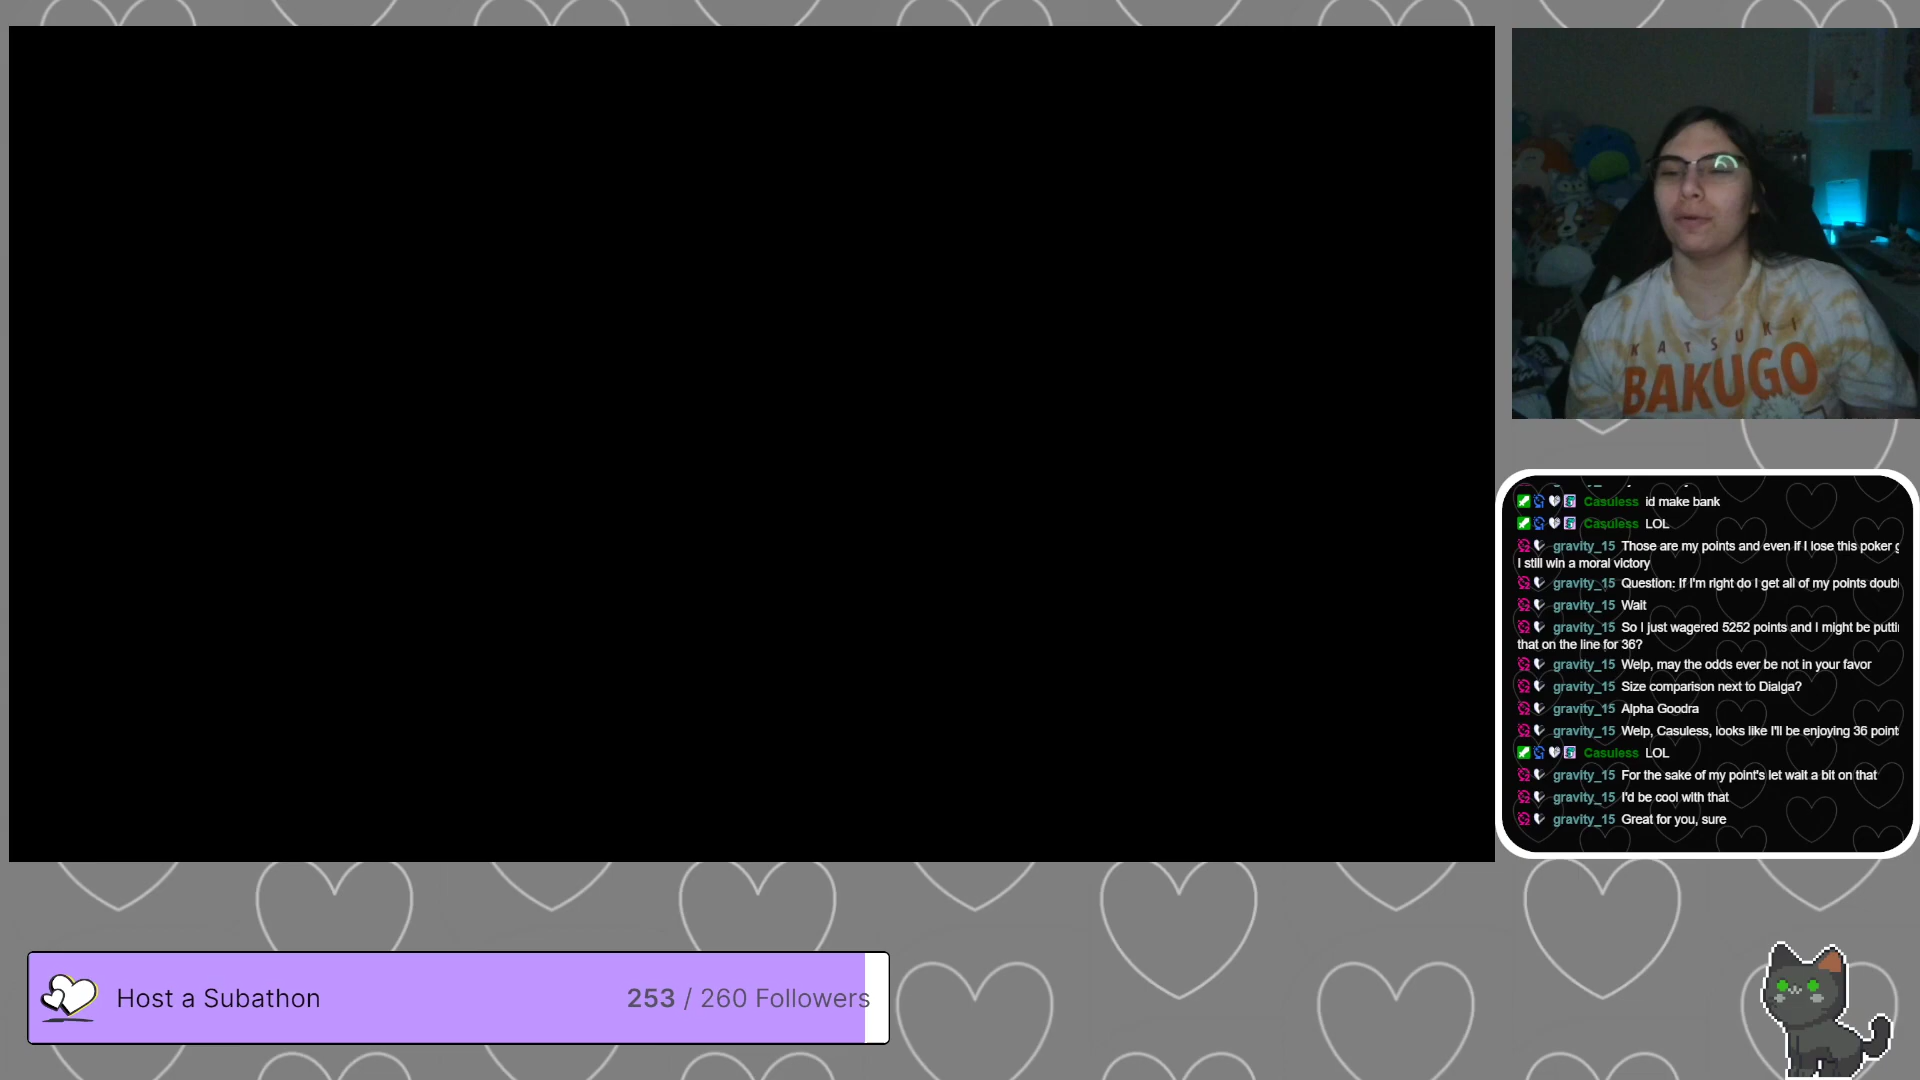 KATSUKI
BAKUGO
Casuless id make bank
Casuless LOL
gravity_15 Those are my points and even if I lose this poker
I still win a moral victory
gravity_15 Question: If I'm right do I get all of my points
gravity_15 Wait
gravity_15 So I just wagered 5252 points and I might be
that on the line for 36?
gravity_15 Welp, may the odds ever be not in your favor
gravity_15 Size comparison next to Dialga?
gravity_15 Alpha Goodra
gravity_15 Welp, Casuless, looks like I'll be enjoying 36
Casuless LOL
gravity_15 For the sake of my point's let wait a bit on that
gravity_15 I'd be cool with that
gravity_15 Great for you, sure
Host a Subathon 253 / 260 Followers